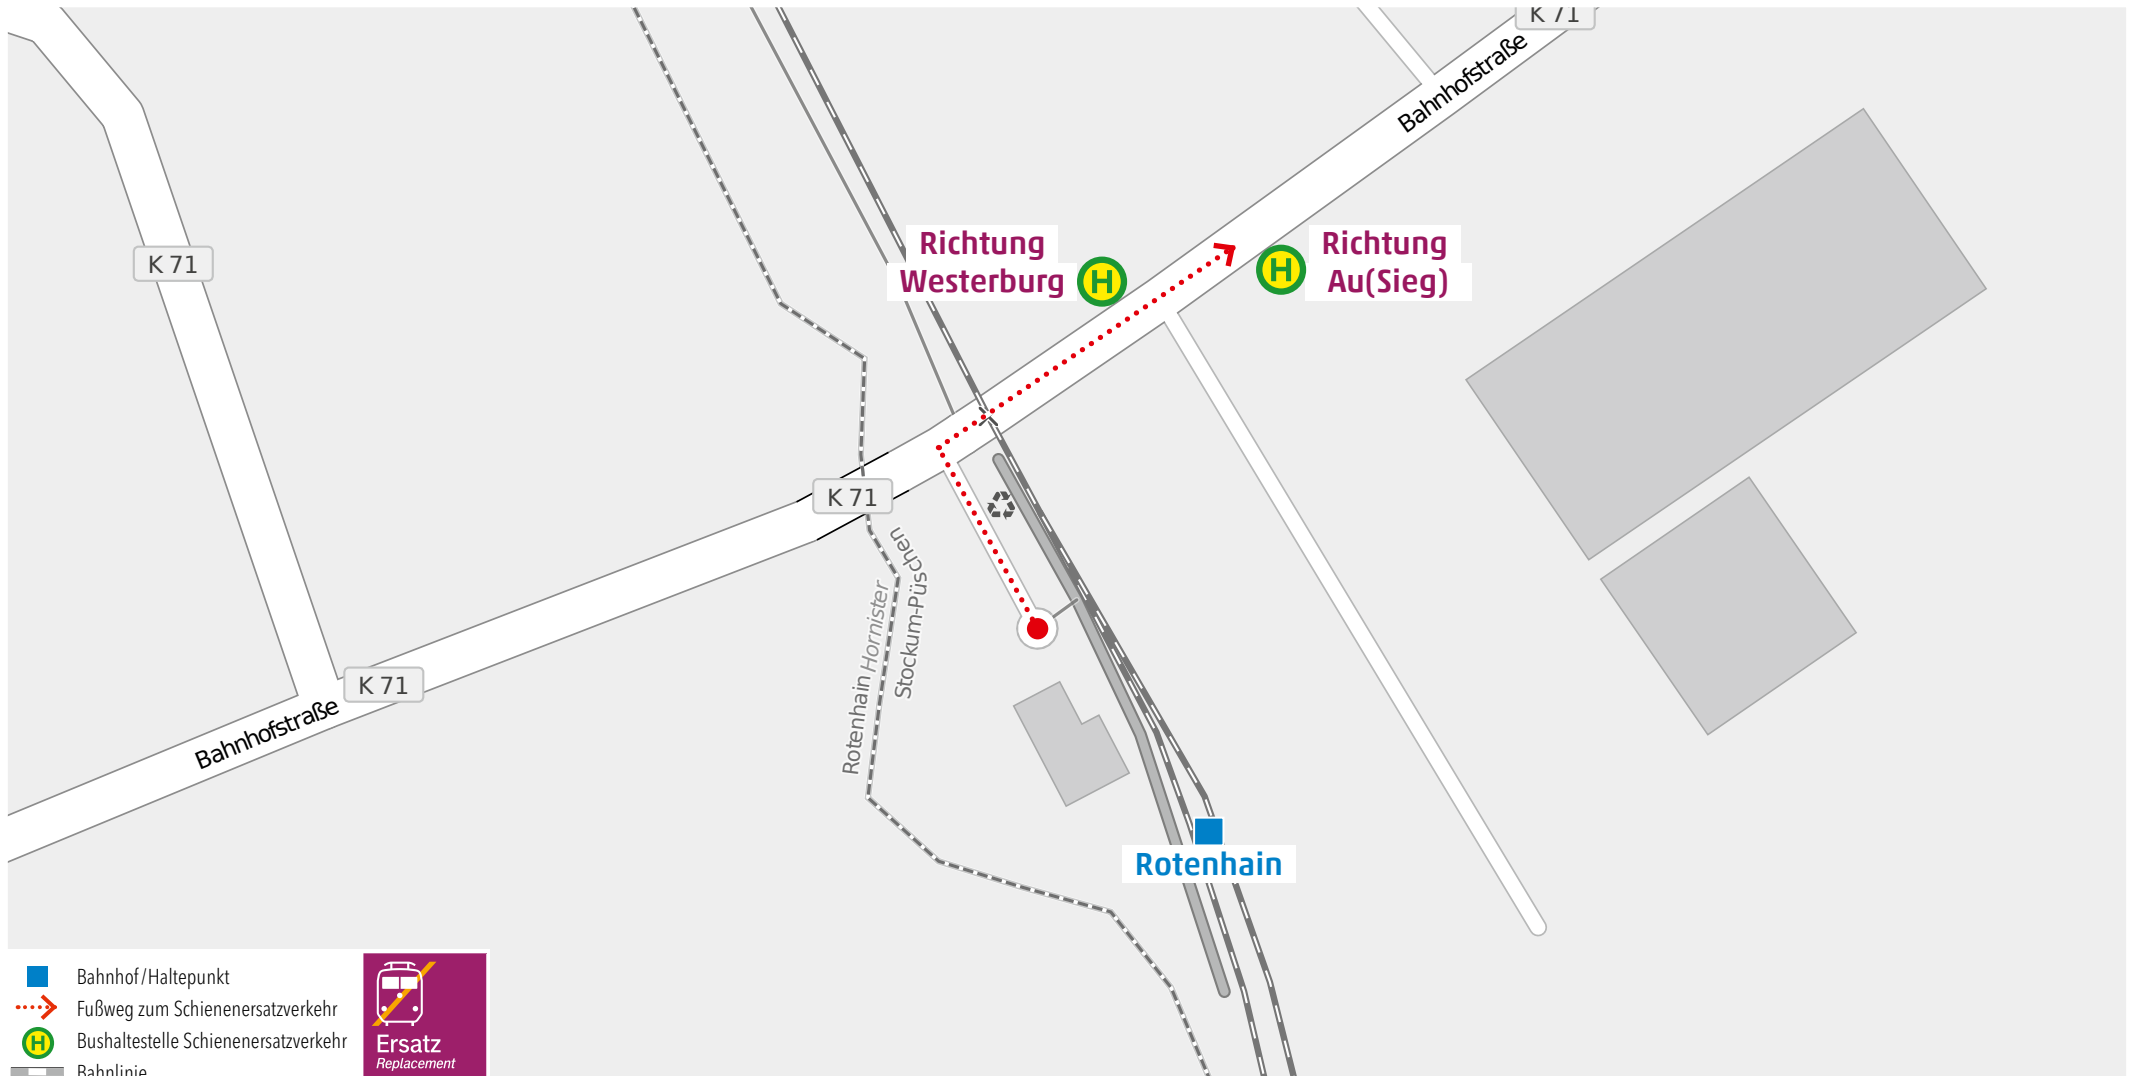 K 71
Bahnhofstraße
K 71
Richtung
Westerburg
H
H
Richtung
Au(Sieg)
K 71
Stockum-Püschen
Rotenhain Hornister
K 71
Bahnhofstraße
Rotenhain
Bahnhof/Haltepunkt
Fußweg zum Schienenersatzverkehr
H
Bushaltestelle Schienenersatzverkehr
Bahnlinie
Ersatz
Replacement